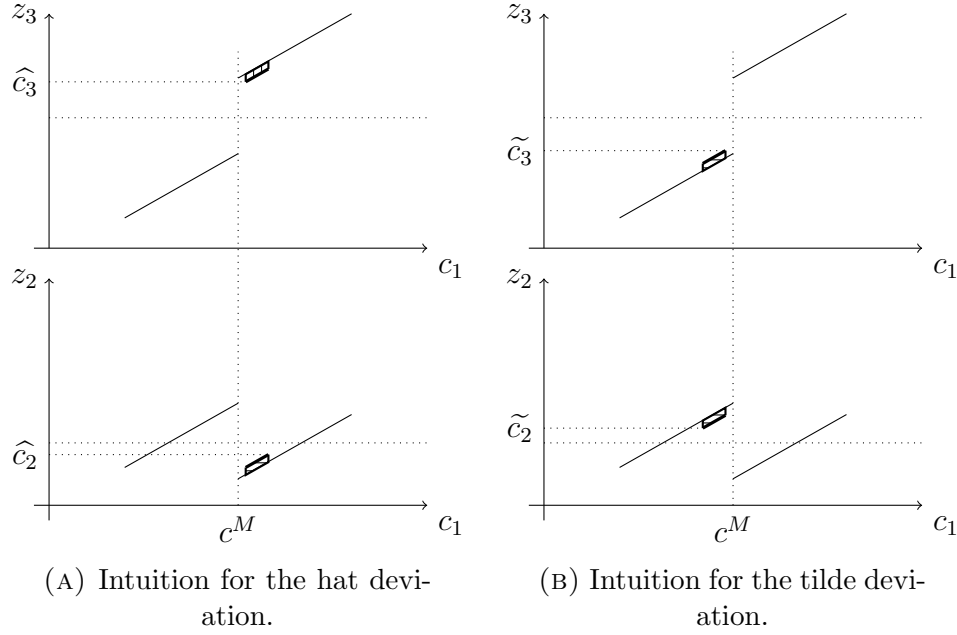 z₃
ĉ₃
c₁
z₂
ĉ₂
c^M
c₁
(A) Intuition for the hat devi-
ation.
z₃
c̃₃
c₁
z₂
c̃₂
c^M
c₁
(B) Intuition for the tilde devi-
ation.